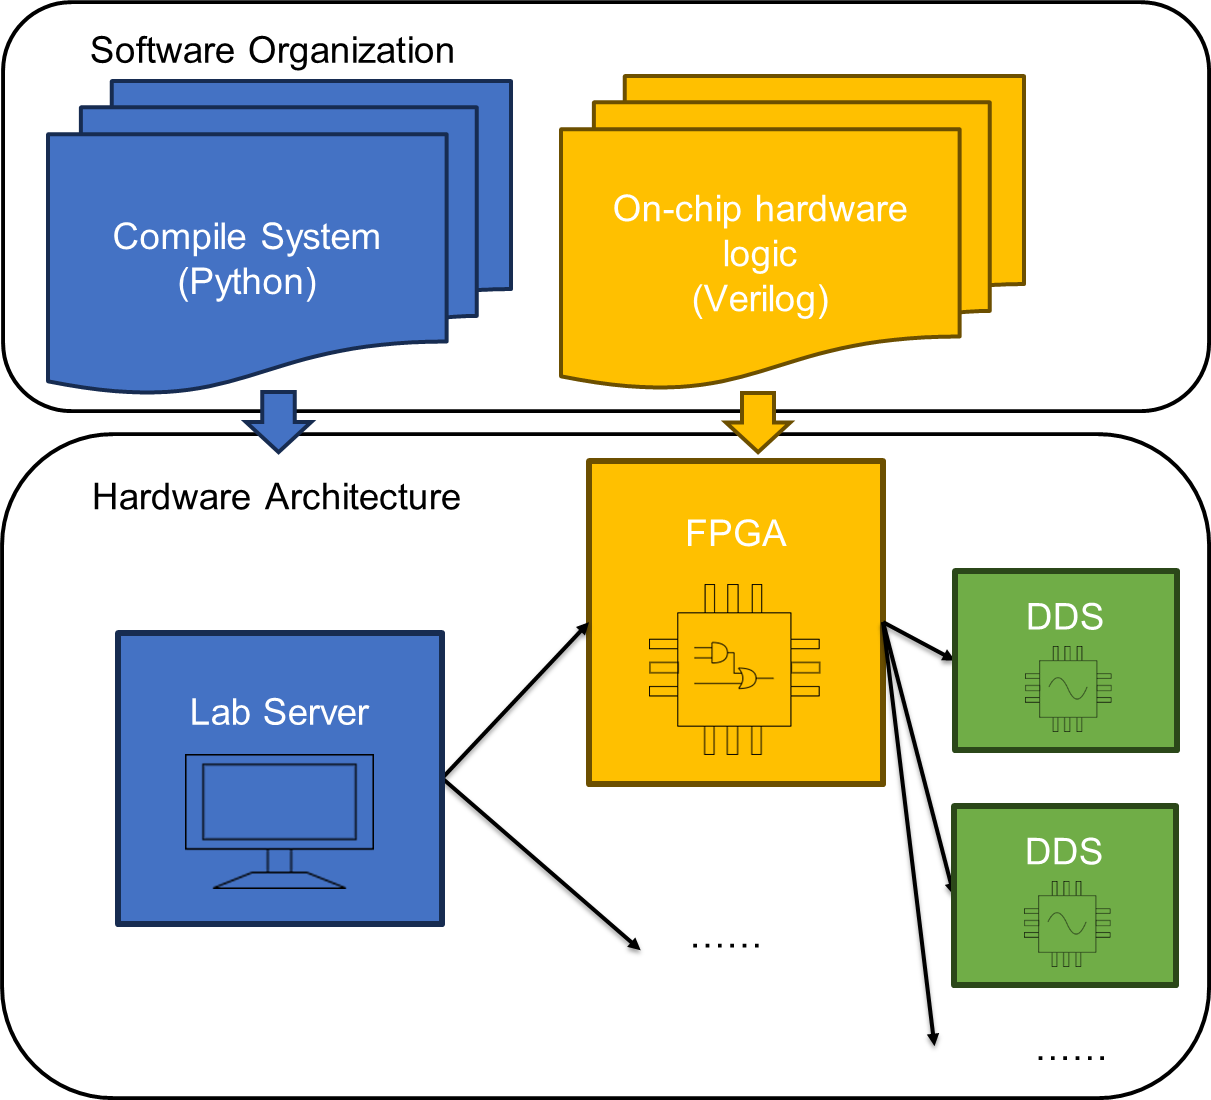 Software Organization
Compile System
(Python)
On-chip hardware
logic
(Verilog)
Hardware Architecture
FPGA
Lab Server
DDS
DDS
......
......